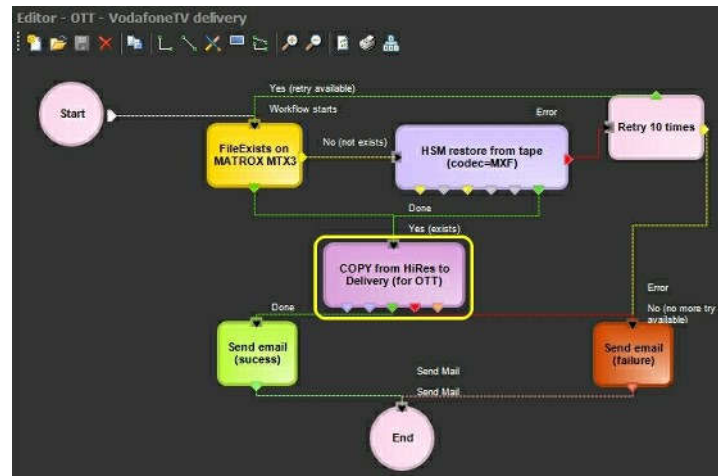 Editor - OTT - VodafoneTV delivery
Yes (retry available)
Start
Workflow starts
Error
Retry 10 times
FileExists on
MATROX MTX3
No (not exists)
HSM restore from tape
(codec=MXF)
Done
Yes (exists)
COPY from HiRes to
Delivery (for OTT)
Done
Error
No (no more try
available)
Send email
(sucess)
Send email
(failure)
Send Mail
Send Mail
End